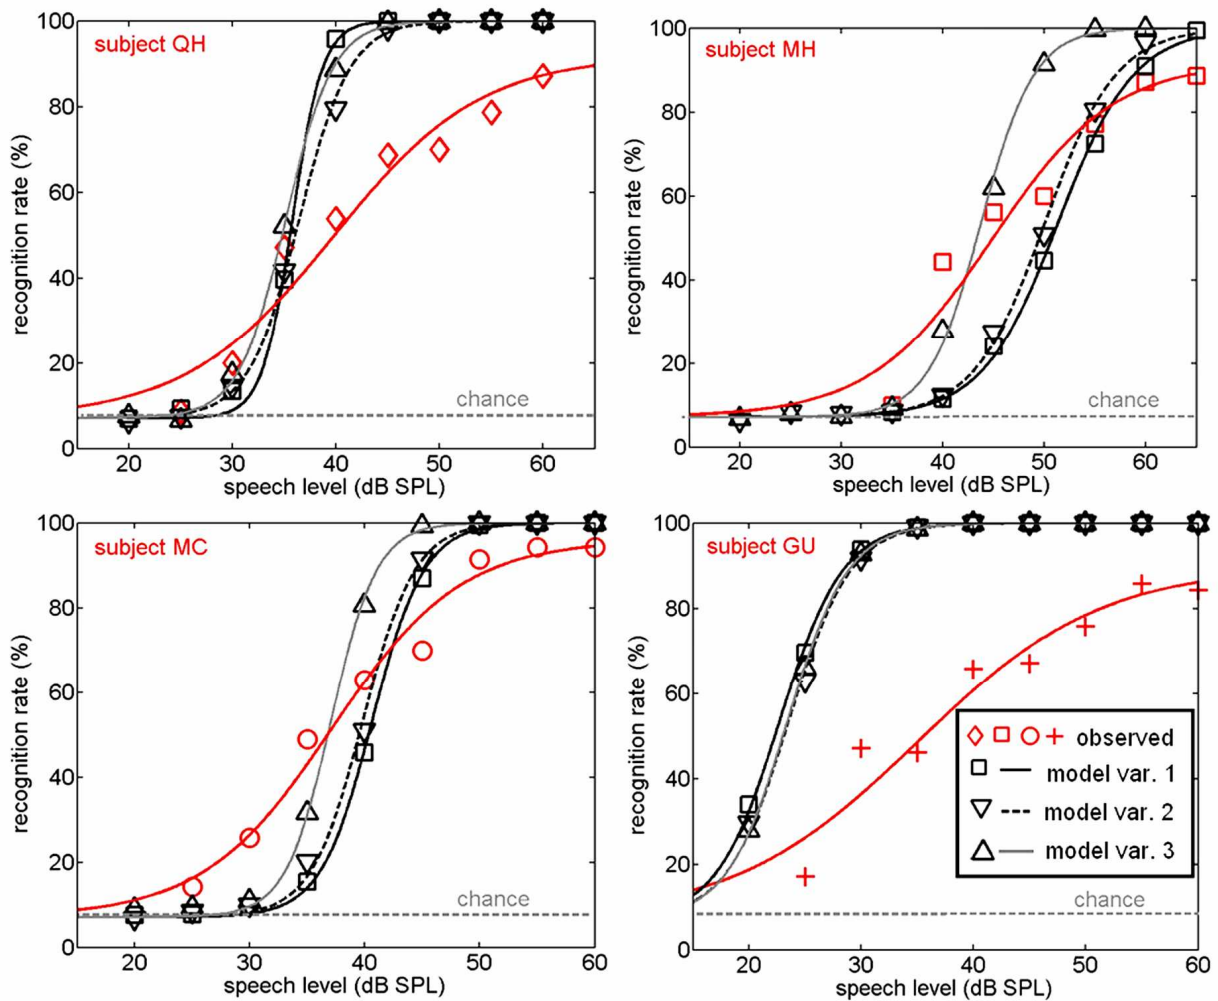 subject QH
recognition rate (%)
100
80
60
40
20
0
chance
20 30 40 50 60
speech level (dB SPL)
subject MH
recognition rate (%)
100
80
60
40
20
0
chance
20 30 40 50 60
speech level (dB SPL)
subject MC
recognition rate (%)
100
80
60
40
20
0
chance
20 30 40 50 60
speech level (dB SPL)
subject GU
recognition rate (%)
100
80
60
40
20
0
observed
model var. 1
model var. 2
model var. 3
chance
20 30 40 50 60
speech level (dB SPL)